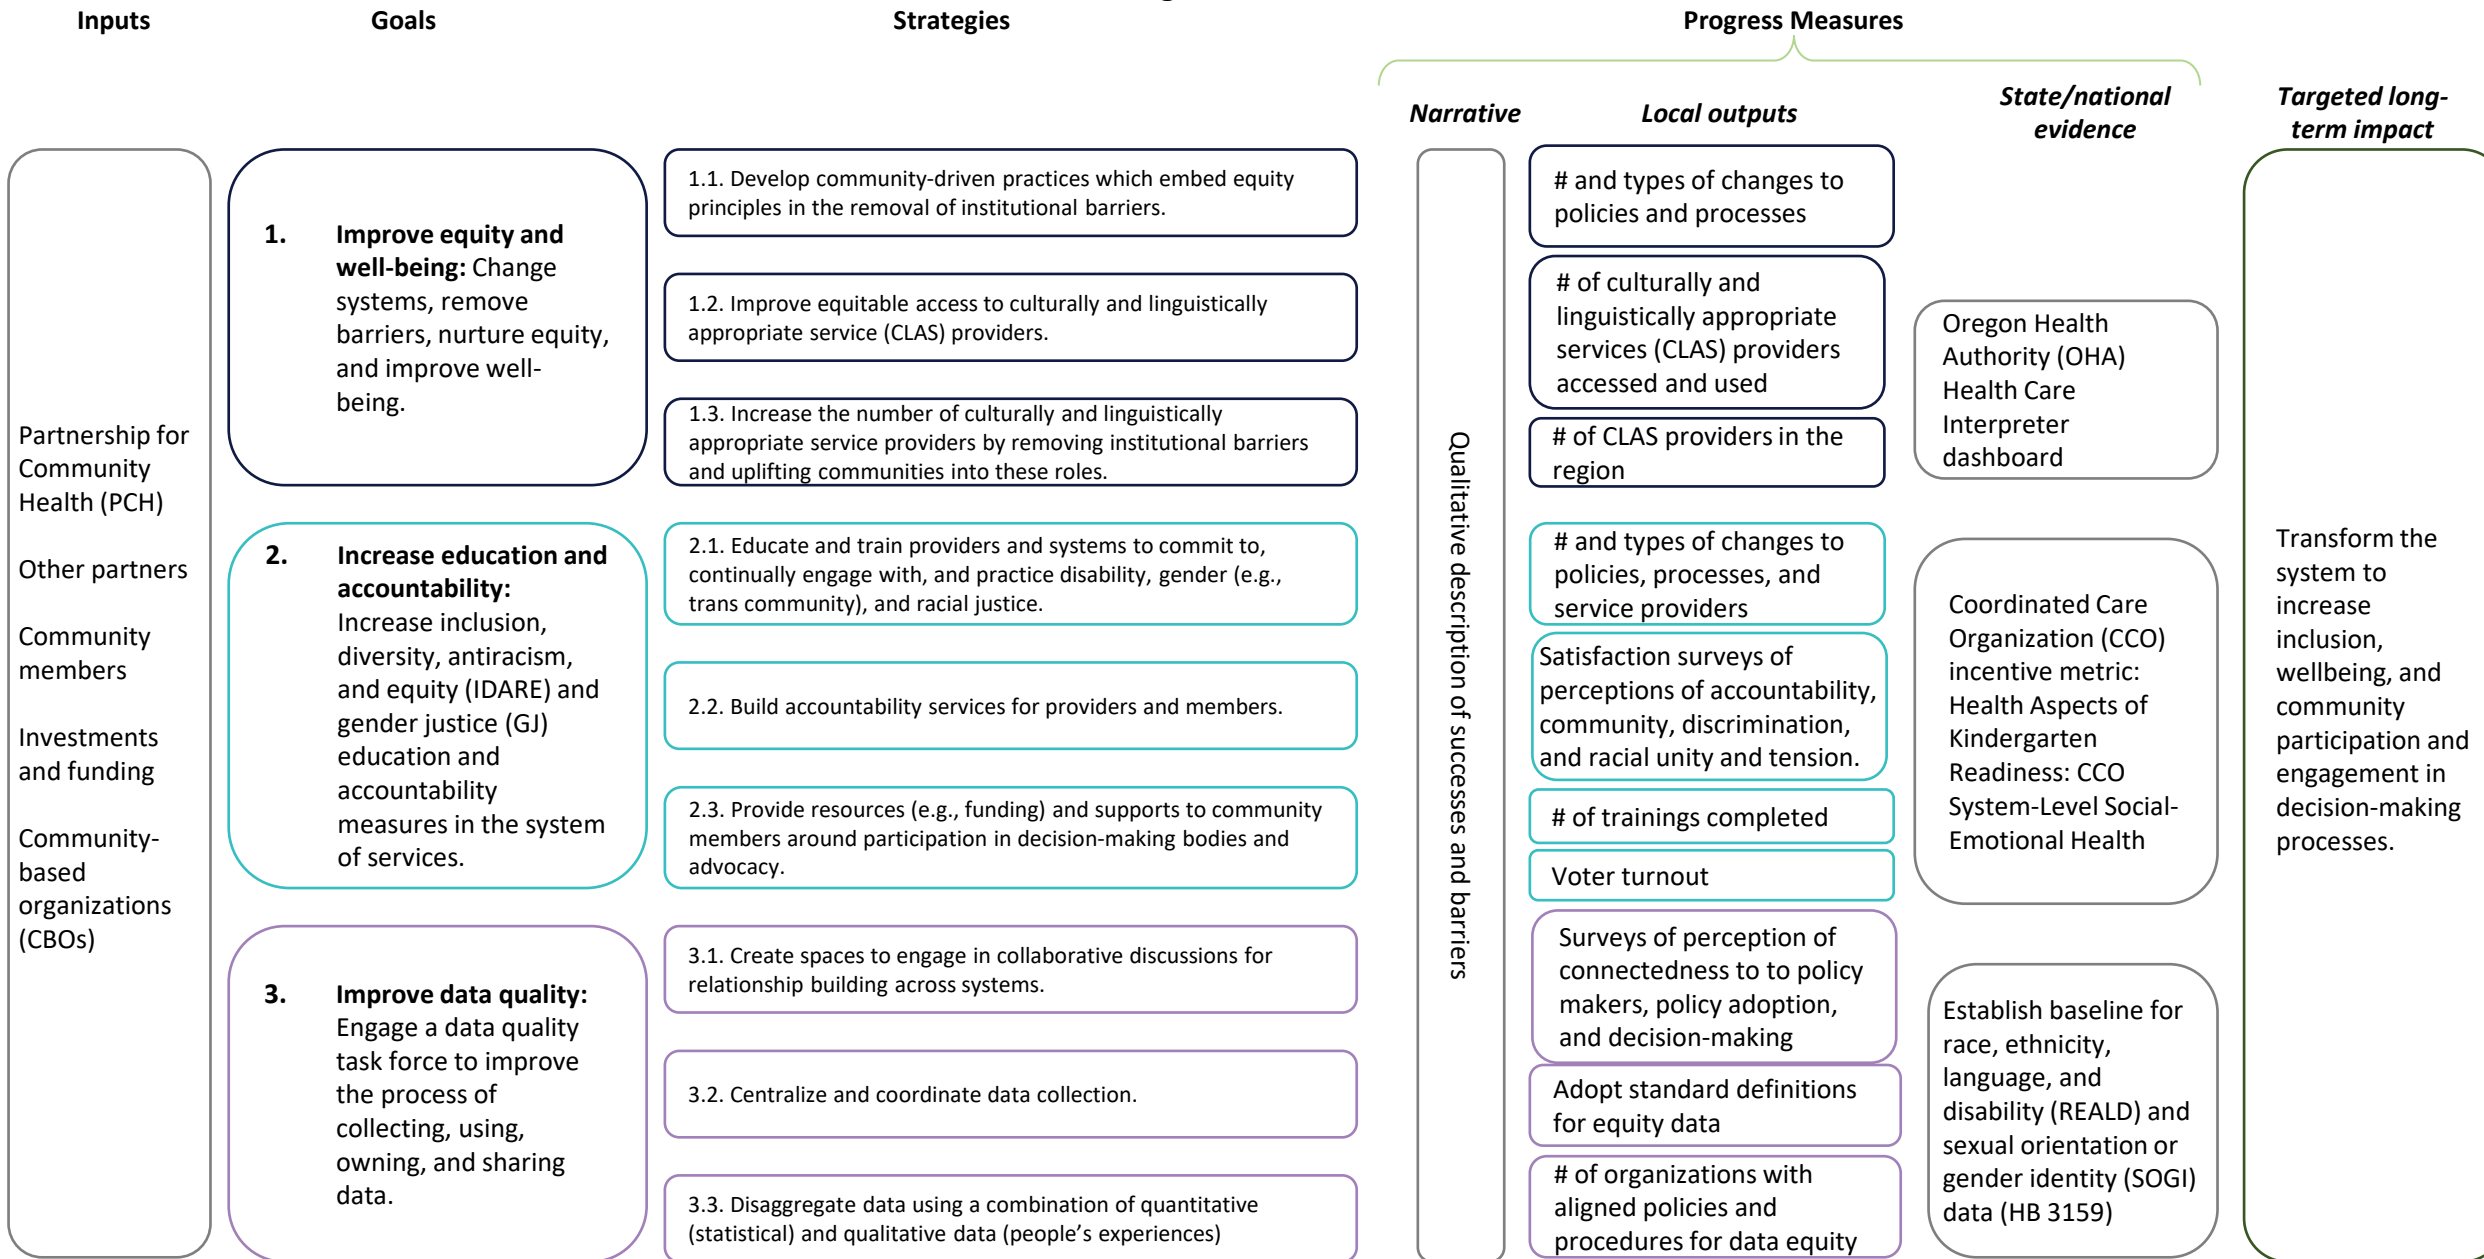 Inputs
Goals
Strategies
Progress Measures
Narrative
Local outputs
State/national
evidence
Targeted long-
term impact
Partnership for
Community
Health (PCH)
Other partners
Community
members
Investments
and funding
Community-
based
organizations
(CBOs)
1. Improve equity and
well-being: Change
systems, remove
barriers, nurture equity,
and improve well-
being.
2. Increase education and
accountability:
Increase inclusion,
diversity, antiracism,
and equity (IDARE) and
gender justice (GJ)
education and
accountability
measures in the system
of services.
3. Improve data quality:
Engage a data quality
task force to improve
the process of
collecting, using,
owning, and sharing
data.
1.1. Develop community-driven practices which embed equity
principles in the removal of institutional barriers.
1.2. Improve equitable access to culturally and linguistically
appropriate service (CLAS) providers.
1.3. Increase the number of culturally and linguistically
appropriate service providers by removing institutional barriers
and uplifting communities into these roles.
2.1. Educate and train providers and systems to commit to,
continually engage with, and practice disability, gender (e.g.,
trans community), and racial justice.
2.2. Build accountability services for providers and members.
2.3. Provide resources (e.g., funding) and supports to community
members around participation in decision-making bodies and
advocacy.
3.1. Create spaces to engage in collaborative discussions for
relationship building across systems.
3.2. Centralize and coordinate data collection.
3.3. Disaggregate data using a combination of quantitative
(statistical) and qualitative data (people’s experiences)
Qualitative description of successes and barriers
# and types of changes to
policies and processes
# of culturally and
linguistically appropriate
services (CLAS) providers
accessed and used
# of CLAS providers in the
region
# and types of changes to
policies, processes, and
service providers
Satisfaction surveys of
perceptions of accountability,
community, discrimination,
and racial unity and tension.
# of trainings completed
Voter turnout
Surveys of perception of
connectedness to to policy
makers, policy adoption,
and decision-making
Adopt standard definitions
for equity data
# of organizations with
aligned policies and
procedures for data equity
Oregon Health
Authority (OHA)
Health Care
Interpreter
dashboard
Coordinated Care
Organization (CCO)
incentive metric:
Health Aspects of
Kindergarten
Readiness: CCO
System-Level Social-
Emotional Health
Establish baseline for
race, ethnicity,
language, and
disability (REALD) and
sexual orientation or
gender identity (SOGI)
data (HB 3159)
Transform the
system to
increase
inclusion,
wellbeing, and
community
participation and
engagement in
decision-making
processes.